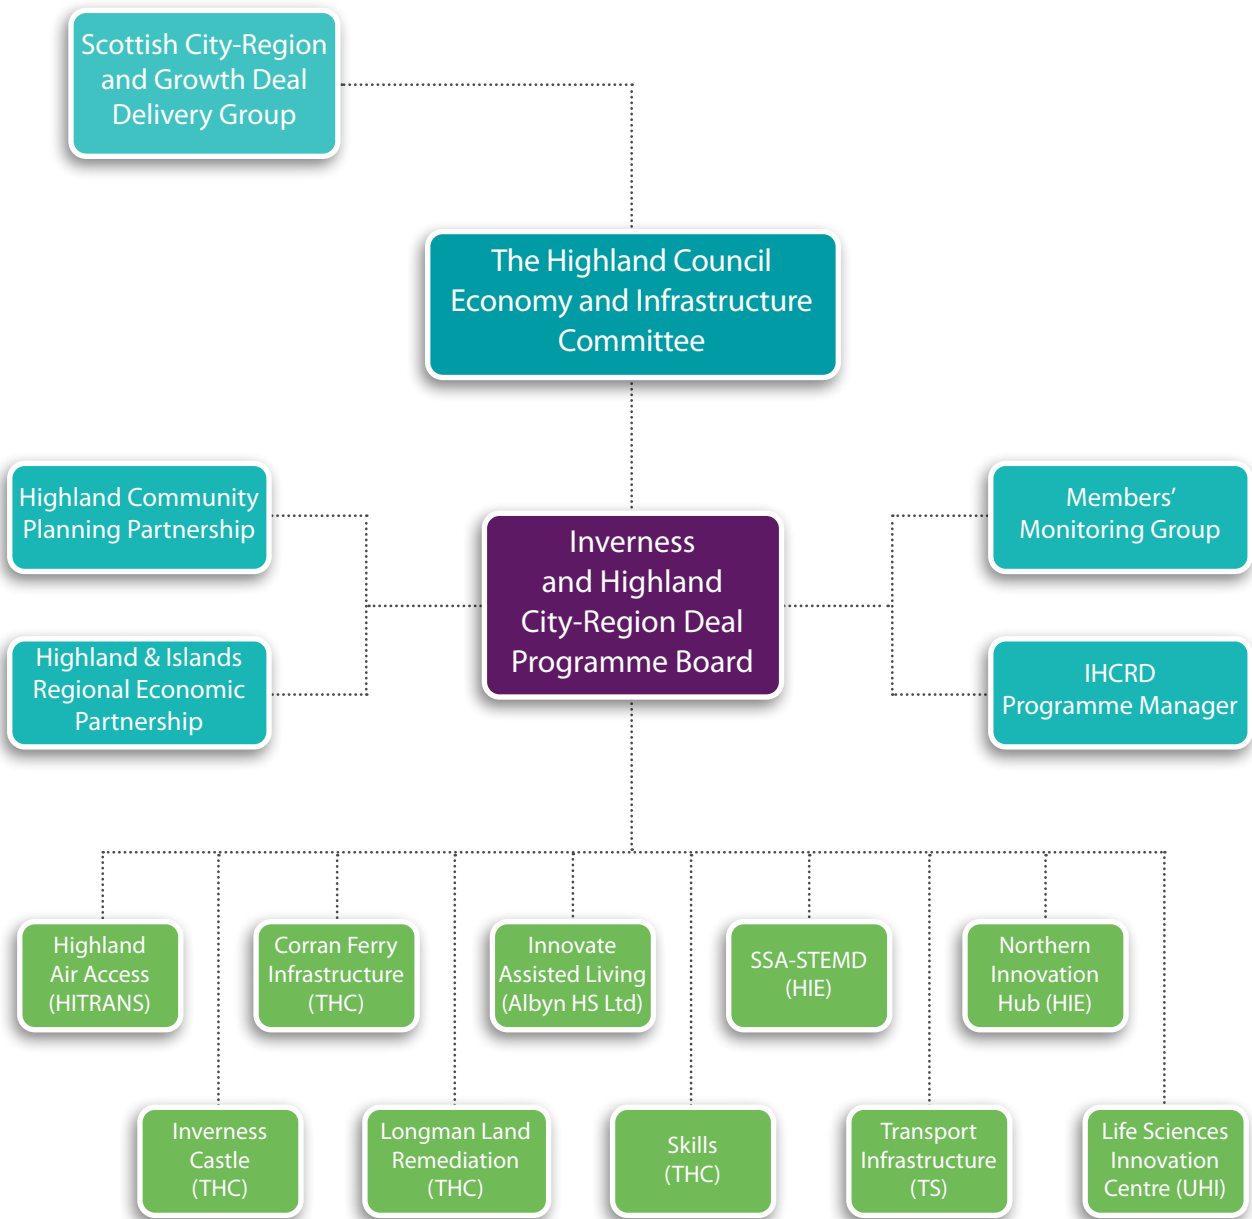 Scottish City-Region
and Growth Deal
Delivery Group
The Highland Council
Economy and Infrastructure
Committee
Highland Community
Planning Partnership
Members’
Monitoring Group
Inverness
and Highland
City-Region Deal
Programme Board
Highland & Islands
Regional Economic
Partnership
IHCRD
Programme Manager
Highland
Air Access
(HITRANS)
Corran Ferry
Infrastructure
(THC)
Innovate
Assisted Living
(Albyn HS Ltd)
SSA-STEMD
(HIE)
Northern
Innovation
Hub (HIE)
Inverness
Castle
(THC)
Longman Land
Remediation
(THC)
Skills
(THC)
Transport
Infrastructure
(TS)
Life Sciences
Innovation
Centre (UHI)